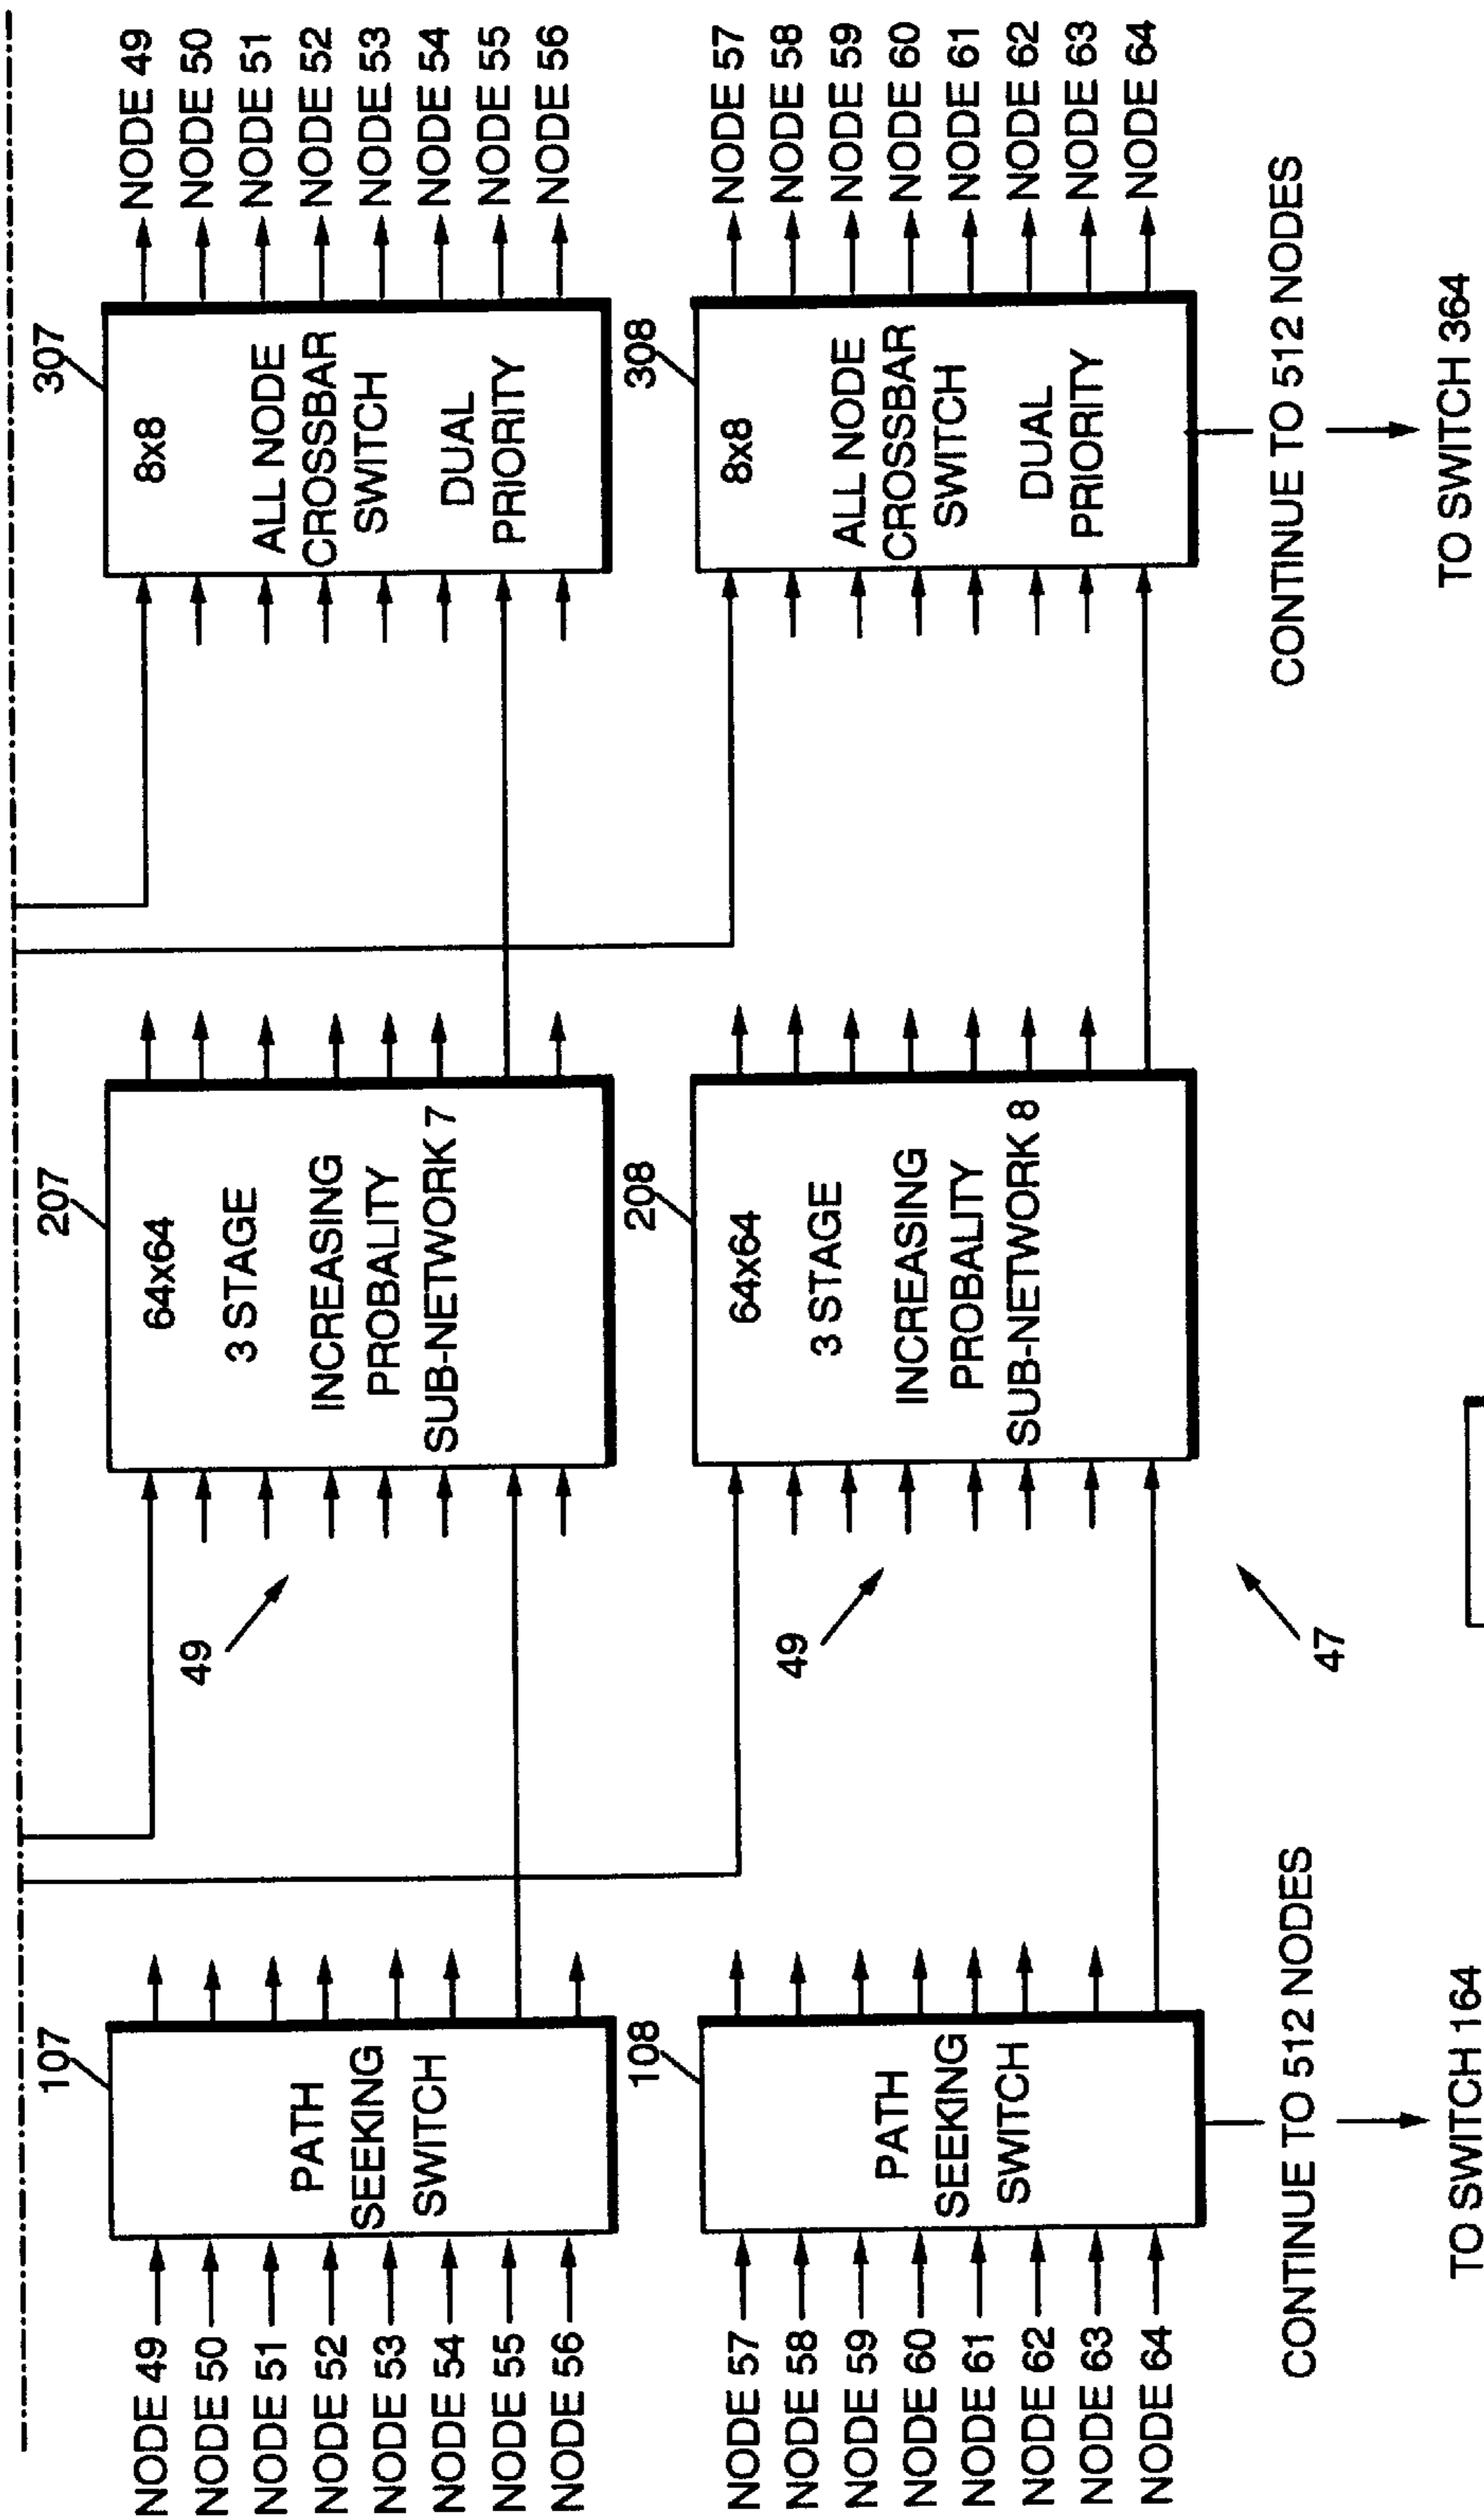 107
207
307
NODE 49
NODE 50
NODE 51
NODE 52
NODE 53
NODE 54
NODE 55
NODE 56
PATH
SEEKING
SWITCH
49
64x64
3 STAGE
INCREASING
PROBALITY
SUB-NETWORK 7
8x8
ALL NODE
CROSSBAR
SWITCH
DUAL
PRIORITY
NODE 49
NODE 50
NODE 51
NODE 52
NODE 53
NODE 54
NODE 55
NODE 56
108
208
308
NODE 57
NODE 58
NODE 59
NODE 60
NODE 61
NODE 62
NODE 63
NODE 64
PATH
SEEKING
SWITCH
49
64x64
3 STAGE
INCREASING
PROBALITY
SUB-NETWORK 8
8x8
ALL NODE
CROSSBAR
SWITCH
DUAL
PRIORITY
NODE 57
NODE 58
NODE 59
NODE 60
NODE 61
NODE 62
NODE 63
NODE 64
CONTINUE TO 512 NODES
47
CONTINUE TO 512 NODES
TO SWITCH 164
TO SWITCH 364